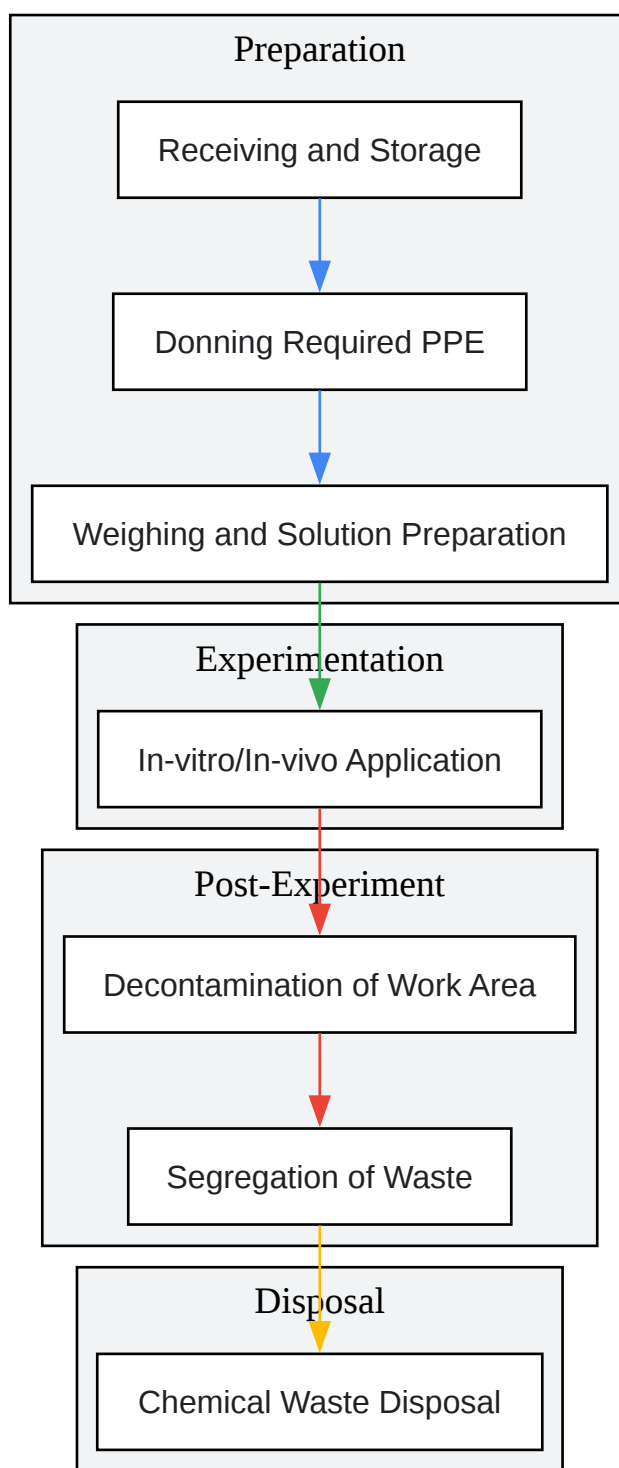 Preparation
Receiving and Storage
Donning Required PPE
Weighing and Solution Preparation
Experimentation
In-vitro/In-vivo Application
Post-Experiment
Decontamination of Work Area
Segregation of Waste
Disposal
Chemical Waste Disposal